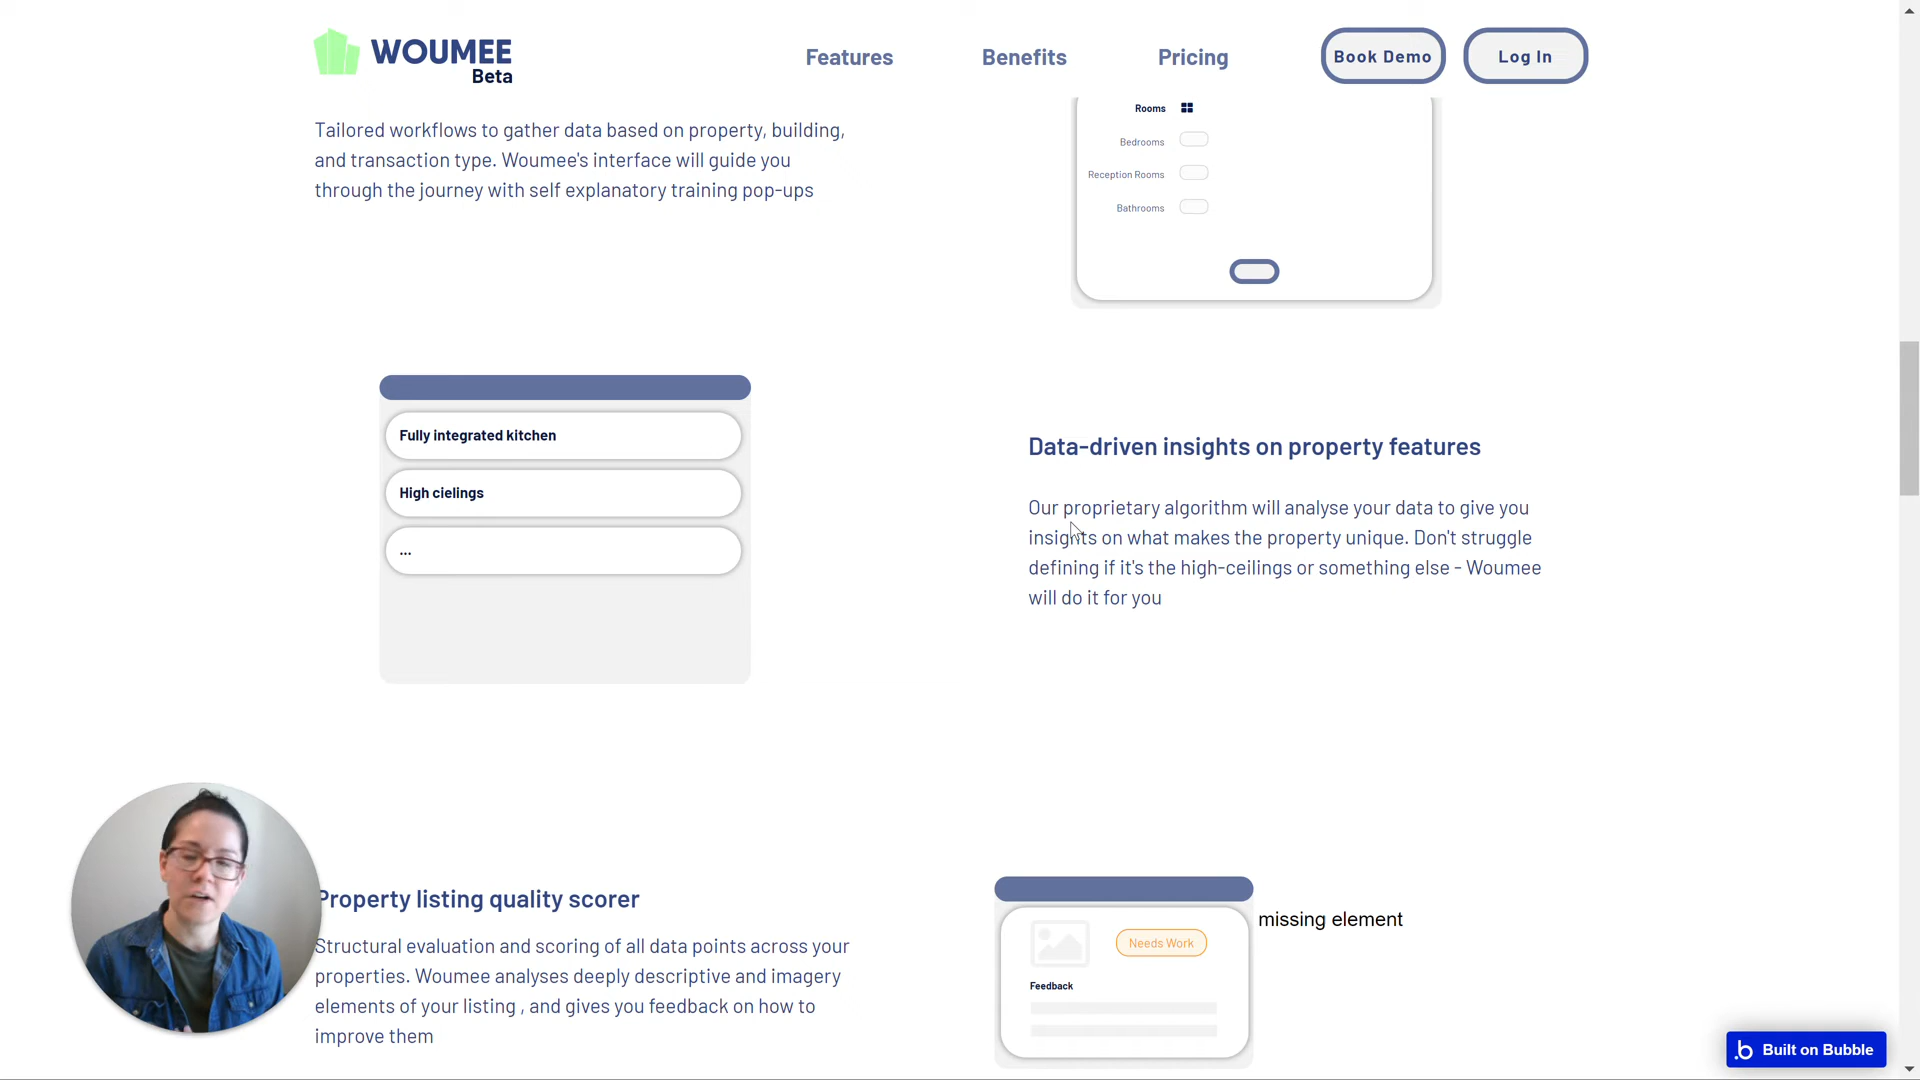 WOUMEE
Beta
Features
Benefits
Pricing
Book Demo
Log In
Tailored workflows to gather data based on property, building,
and transaction type. Woumee's interface will guide you
through the journey with self explanatory training pop-ups
Rooms
Bedrooms
Reception Rooms
Bathrooms
Fully integrated kitchen
High cielings
...
Data-driven insights on property features
Our proprietary algorithm will analyse your data to give you
insights on what makes the property unique. Don't struggle
defining if it's the high-ceilings or something else - Woumee
will do it for you
Property listing quality scorer
Structural evaluation and scoring of all data points across your
properties. Woumee analyses deeply descriptive and imagery
elements of your listing , and gives you feedback on how to
improve them
Needs Work
Feedback
missing element
b Built on Bubble